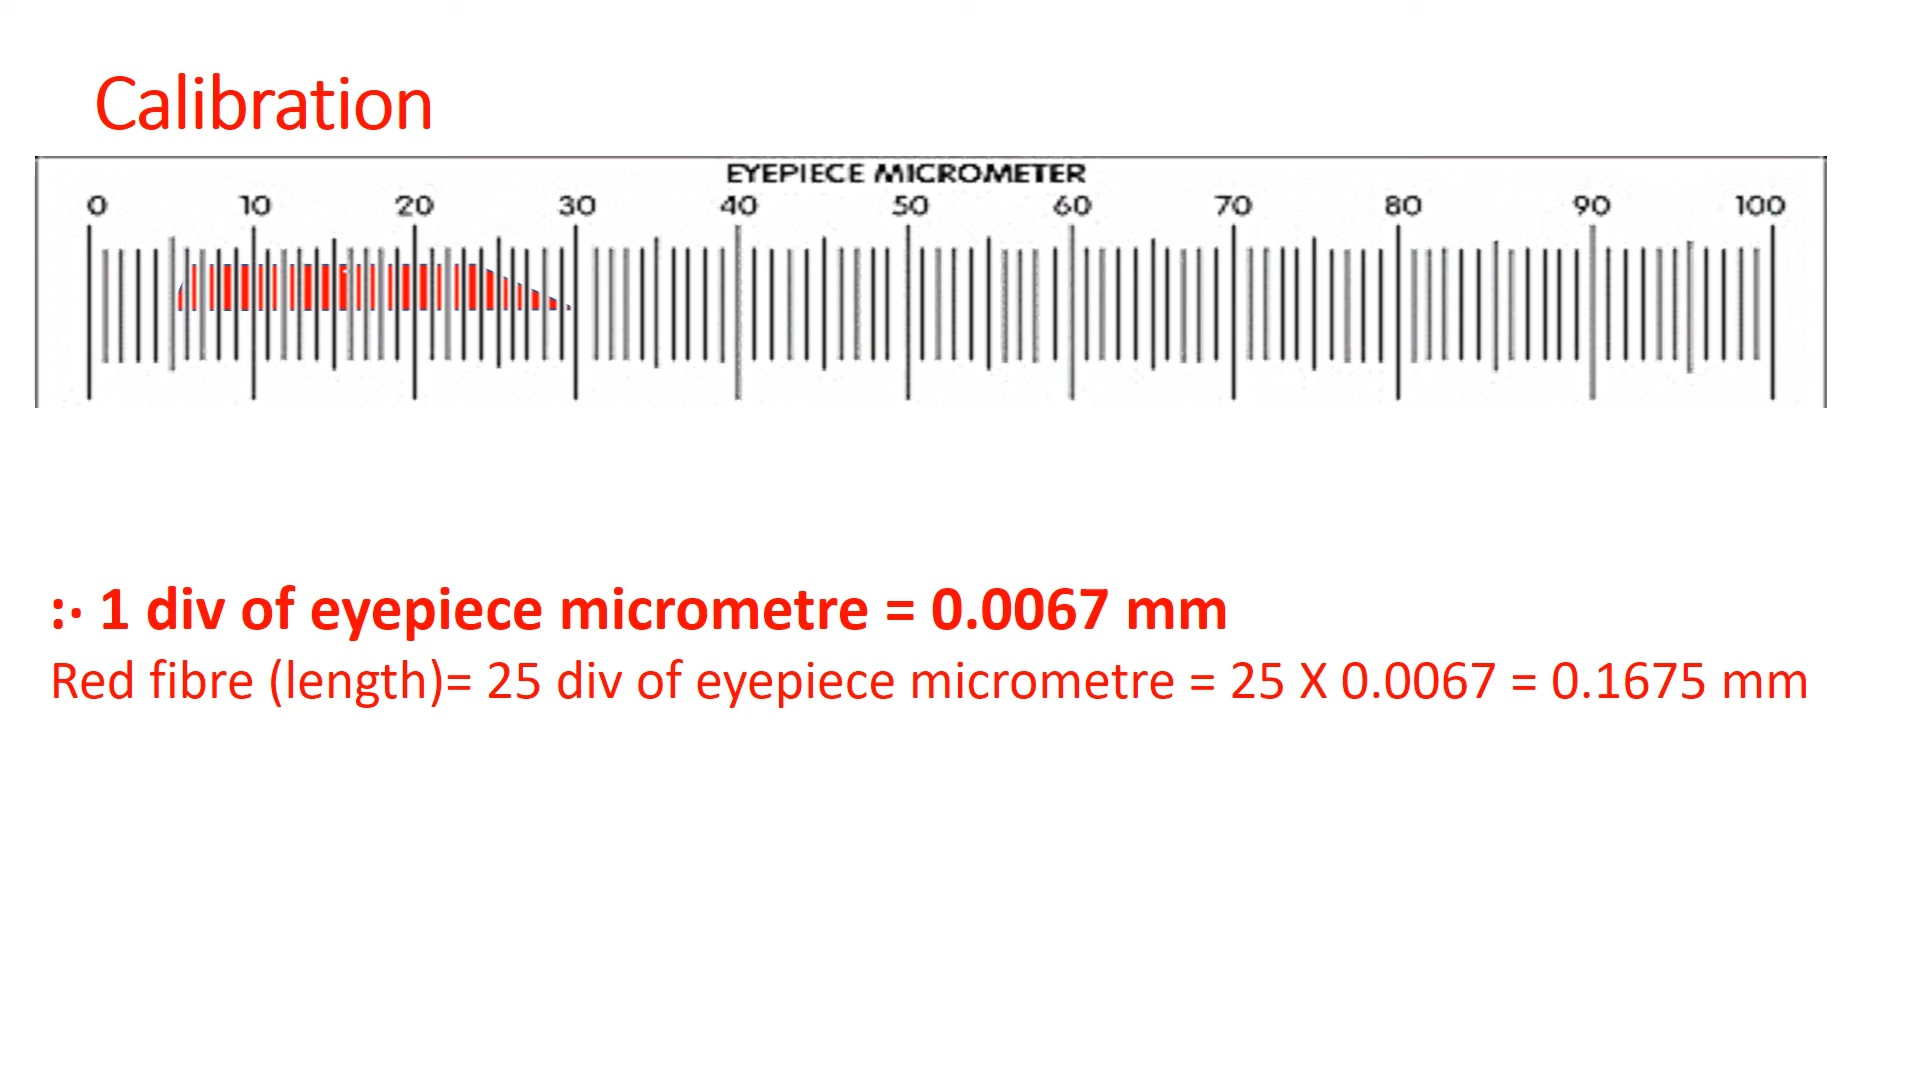 Calibration
EYEPIECE MICROMETER
0 10 20 30 40 50 60 70 80 90 100
:· 1 div of eyepiece micrometre = 0.0067 mm
Red fibre (length)= 25 div of eyepiece micrometre = 25 X 0.0067 = 0.1675 mm